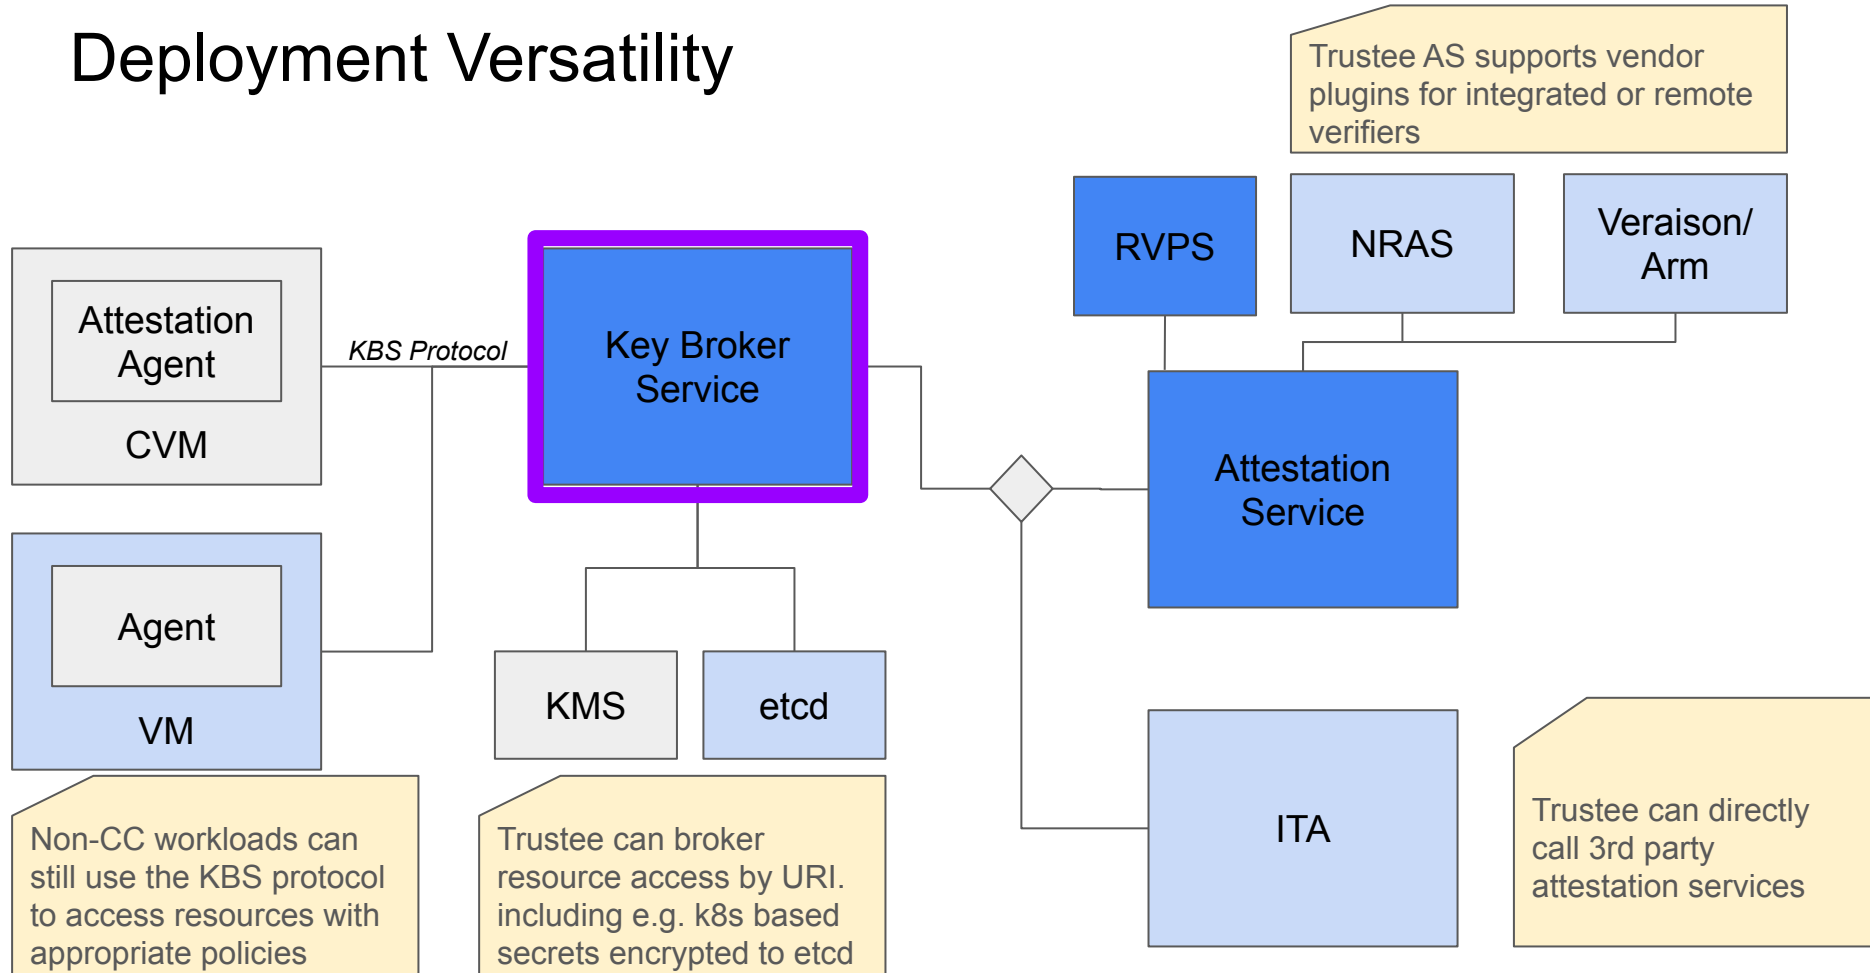 Deployment Versatility
Trustee AS supports vendor
plugins for integrated or remote
verifiers
RVPS
NRAS
Veraison/
Arm
Attestation
Agent
CVM
KBS Protocol
Key Broker
Service
Attestation
Service
Agent
VM
KMS
etcd
ITA
Non-CC workloads can
still use the KBS protocol
to access resources with
appropriate policies
Trustee can broker
resource access by URI.
including e.g. k8s based
secrets encrypted to etcd
Trustee can directly
call 3rd party
attestation services